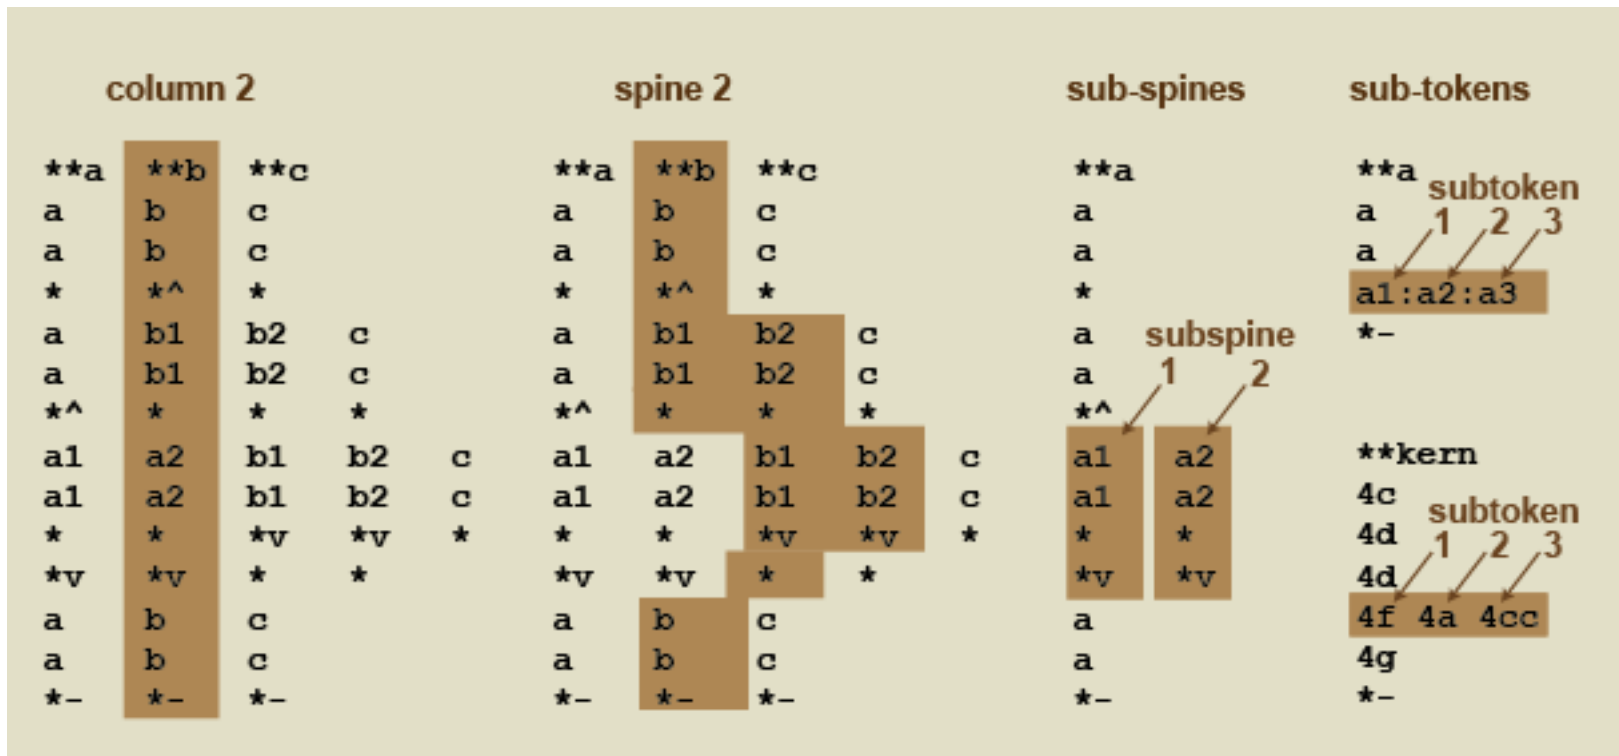 column 2
**a **b **c
a b c
a b c
* *^ *
a b1 b2 c
a b1 b2 c
*^ * * *
a1 a2 b1 b2 c
a1 a2 b1 b2 c
* * *v *v *
*v *v * *
a b c
a b c
*- *- *-
spine 2
**a **b **c
a b c
a b c
* *^ *
a b1 b2 c
a b1 b2 c
*^ * * *
a1 a2 b1 b2 c
a1 a2 b1 b2 c
* * *v *v *
*v *v * *
a b c
a b c
*- *- *-
sub-spines
**a
a
a
*
a
subspine
a 1 2
*^
a1 a2
a1 a2
* *
*v *v
a
a
*-
sub-tokens
**a
subtoken
a 1 2 3
a
a1:a2:a3
*-
**kern
4c
subtoken
4d 1 2 3
4d
4f 4a 4cc
4g
*-